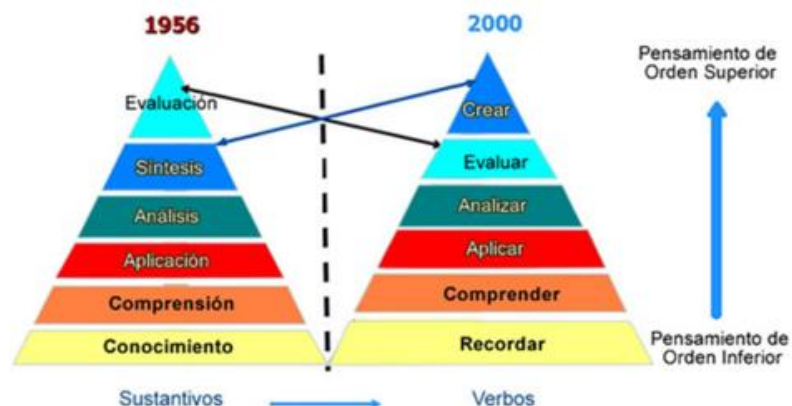 1956
2000
Pensamiento de
Orden Superior
Evaluación
Síntesis
Análisis
Aplicación
Comprensión
Conocimiento
Crear
Evaluar
Analizar
Aplicar
Comprender
Recordar
Pensamiento de
Orden Inferior
Sustantivos
Verbos